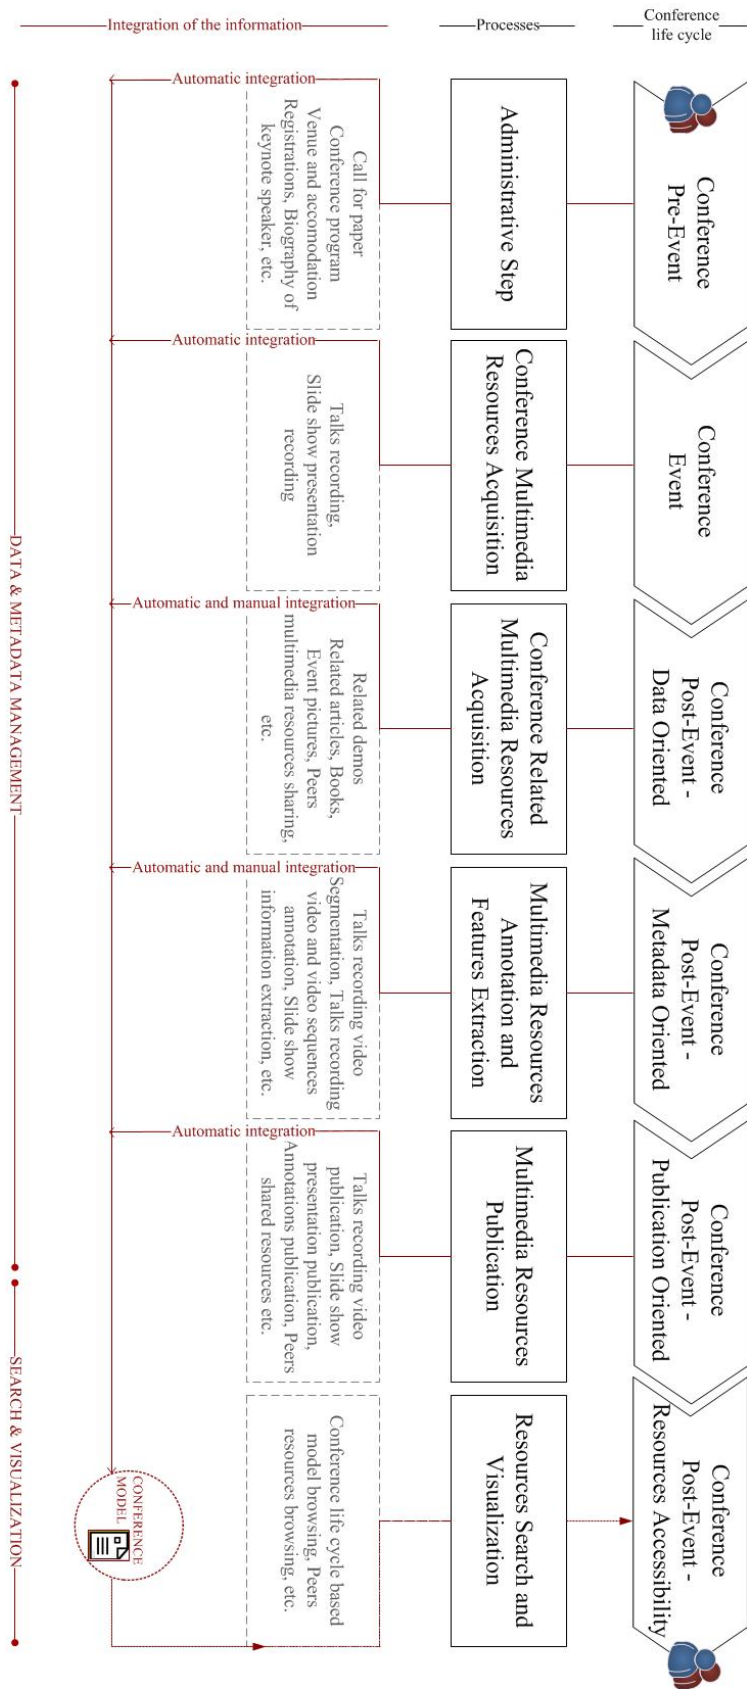 Conference
life cycle
Conference
Pre-Event
Conference
Event
Conference
Post-Event -
Data Oriented
Conference
Post-Event -
Metadata Oriented
Conference
Post-Event -
Publication Oriented
Conference
Post-Event -
Resources Accessibility
Processes
Administrative Step
Conference Multimedia
Resources Acquisition
Conference Related
Multimedia Resources
Acquisition
Multimedia Resources
Annotation and
Features Extraction
Multimedia Resources
Publication
Resources Search and
Visualization
Integration of the information
Call for paper
Conference program
Venue and accomodation
Registrations, Biography of
keynote speaker, etc.
Talks recording,
Slide show presentation
recording
Related demos
Related articles, Books,
Event pictures, Peers
multimedia resources sharing,
etc.
Talks recording video
Segmentation, Talks recording
video and video sequences
annotation, Slide show
information extraction, etc.
Talks recording video
publication, Slide show
presentation publication,
Annotations publication, Peers
shared resources etc.
Conference life cycle based
model browsing, Peers
resources browsing, etc.
Automatic integration
Automatic integration
Automatic and manual integration
Automatic and manual integration
Automatic integration
CONFERENCE
MODEL
DATA & METADATA MANAGEMENT
SEARCH & VISUALIZATION